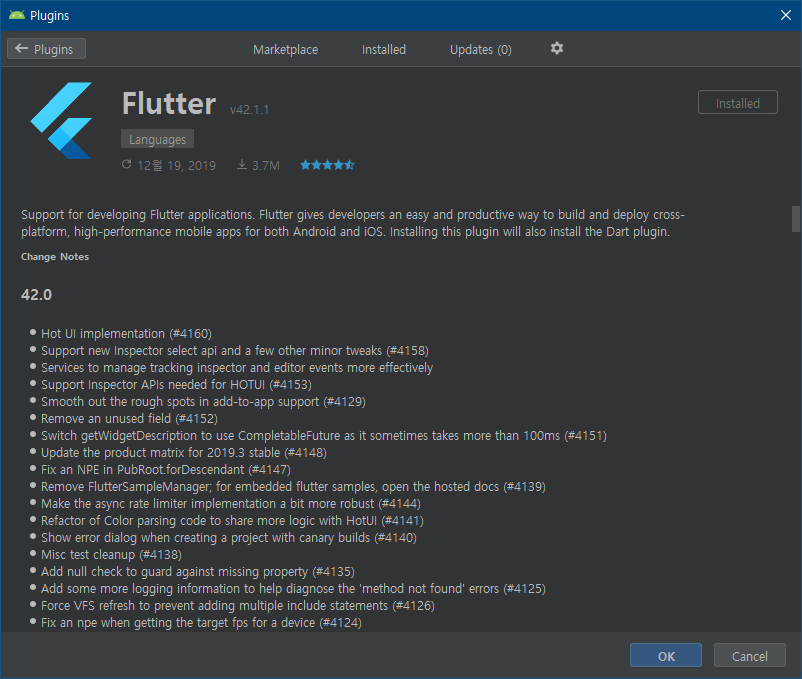 Plugins
Plugins
Marketplace
Installed
Updates (0)
Flutter v42.1.1
Installed
Languages
12월 19, 2019 3.7M
Support for developing Flutter applications. Flutter gives developers an easy and productive way to build and deploy cross-
platform, high-performance mobile apps for both Android and iOS. Installing this plugin will also install the Dart plugin.
Change Notes
42.0
Hot UI implementation (#4160)
Support new Inspector select api and a few other minor tweaks (#4158)
Services to manage tracking inspector and editor events more effectively
Support Inspector APIs needed for HOTUI (#4153)
Smooth out the rough spots in add-to-app support (#4129)
Remove an unused field (#4152)
Switch getWidgetDescription to use CompletableFuture as it sometimes takes more than 100ms (#4151)
Update the product matrix for 2019.3 stable (#4148)
Fix an NPE in PubRoot.forDescendant (#4147)
Remove FlutterSampleManager; for embedded flutter samples, open the hosted docs (#4139)
Make the async rate limiter implementation a bit more robust (#4144)
Refactor of Color parsing code to share more logic with HotUI (#4141)
Show error dialog when creating a project with canary builds (#4140)
Misc test cleanup (#4138)
Add null check to guard against missing property (#4135)
Add some more logging information to help diagnose the 'method not found' errors (#4125)
Force VFS refresh to prevent adding multiple include statements (#4126)
Fix an npe when getting the target fps for a device (#4124)
OK
Cancel